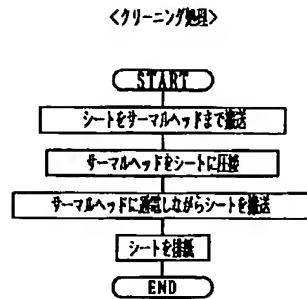 <クリーニング処理>
START
シートをサーマルヘッドまで搬送
サーマルヘッドをシートに圧接
サーマルヘッドに通電しながらシートを搬送
シートを排紙
END